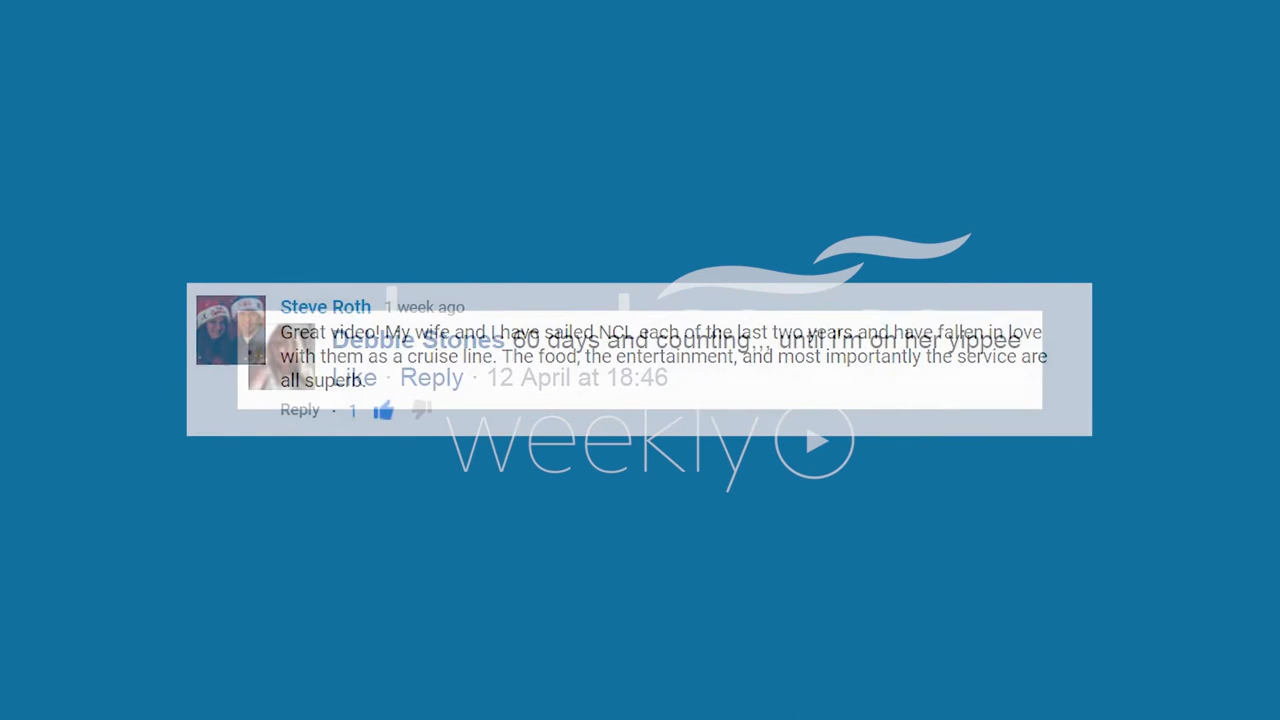 Steve Roth 1 week ago
Great video! My wife and I have sailed NCL each of the last two years and have fallen in love
Debbie Stones 60 days and counting... until I'm on her yippee
with them as a cruise line. The food, the entertainment, and most importantly the service are
Like · Reply · 12 April at 18:46
all superb.
Reply · 1
weekly